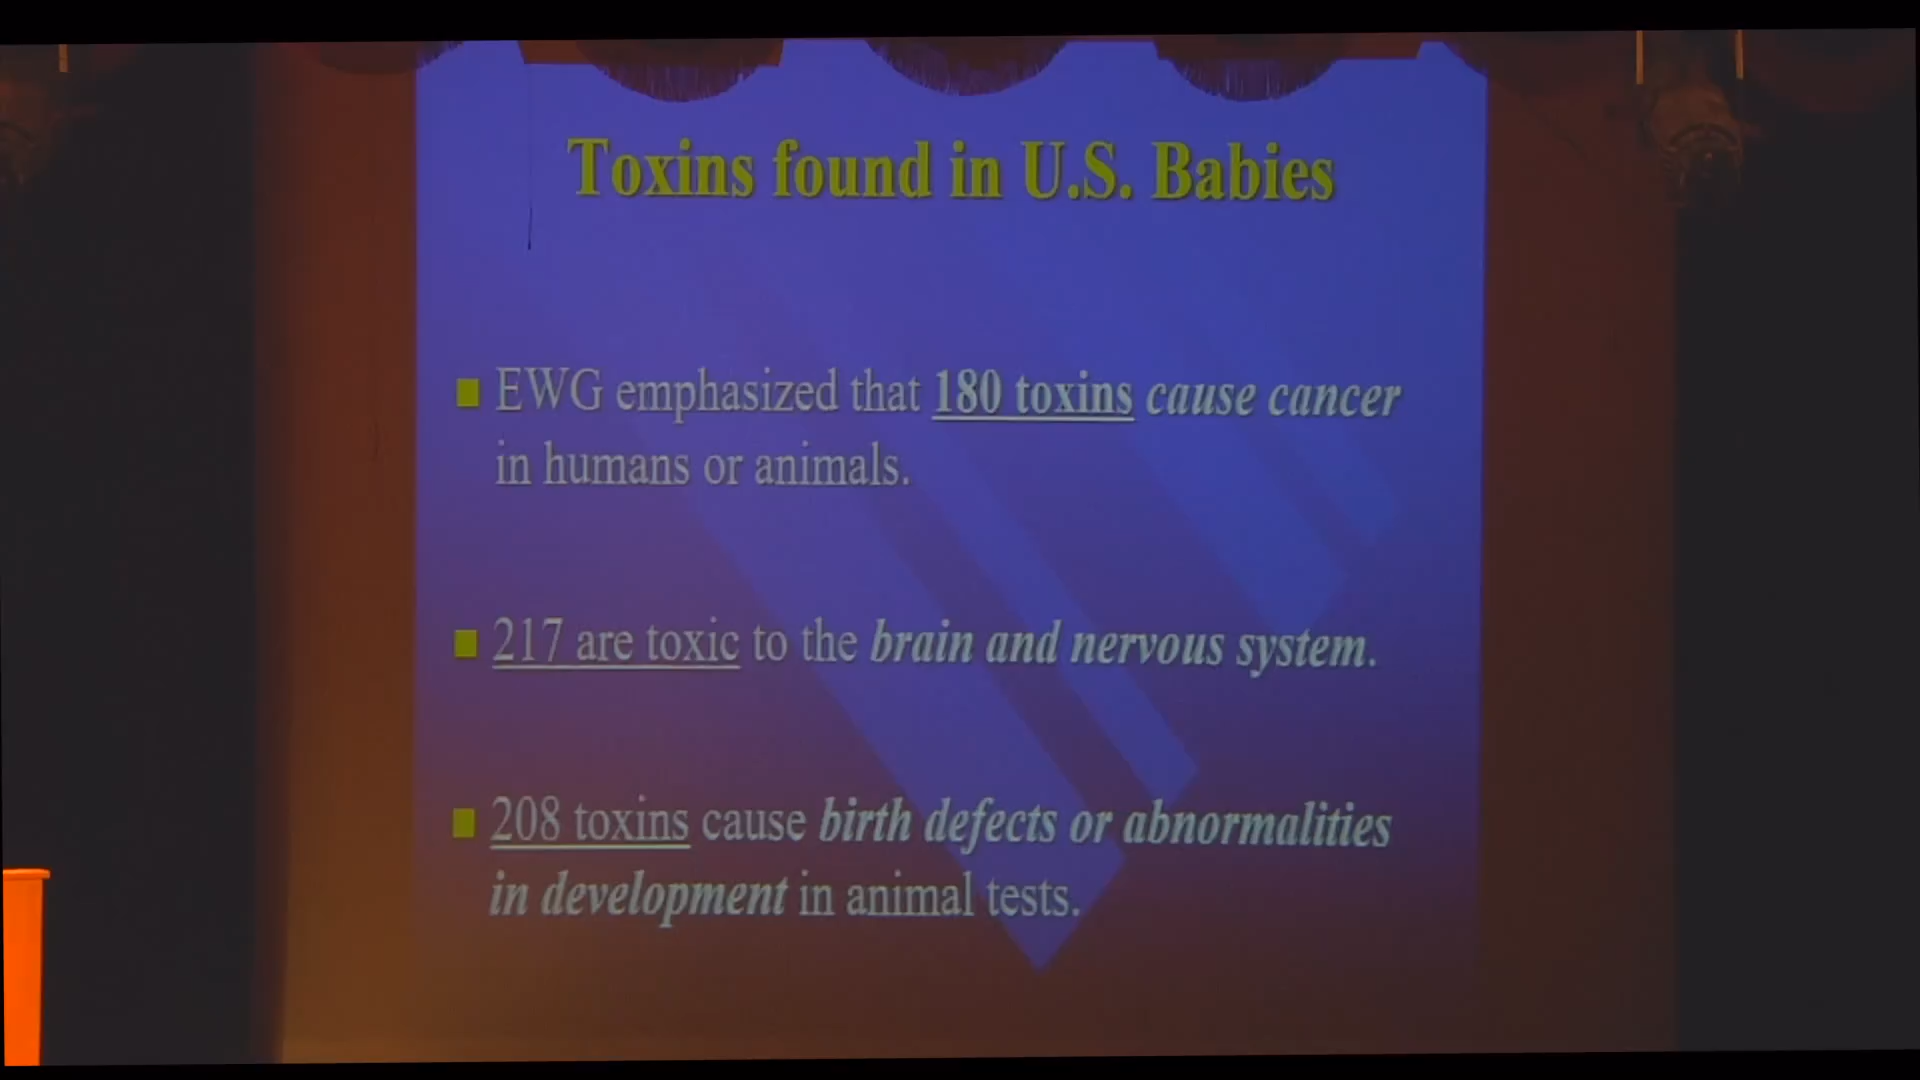 Toxins found in U.S. Babies
EWG emphasized that 180 toxins cause cancer
in humans or animals.
217 are toxic to the brain and nervous system.
208 toxins cause birth defects or abnormalities
in development in animal tests.